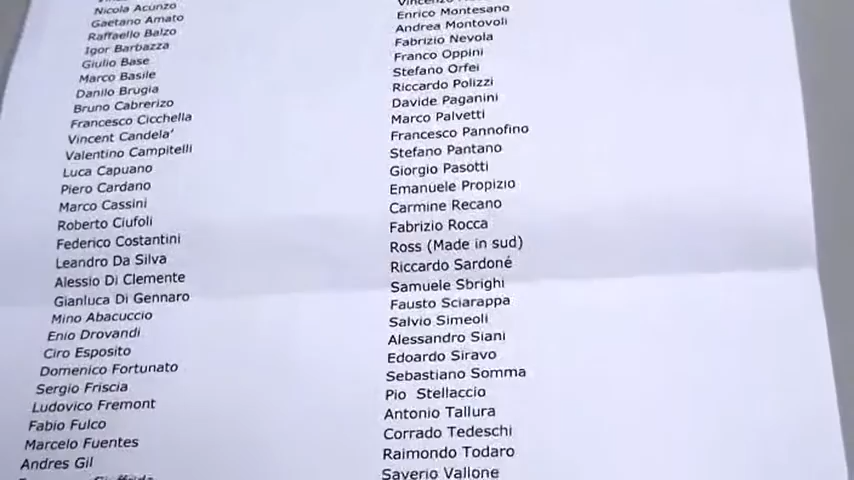 Nicola Acunzo
Gaetano Amato
Raffaello Balzo
Igor Barbazza
Giulio Base
Marco Basile
Danilo Brugia
Bruno Cabrerizo
Francesco Cicchella
Vincent Candela'
Valentino Campitelli
Luca Capuano
Piero Cardano
Marco Cassini
Roberto Ciufoli
Federico Costantini
Leandro Da Silva
Alessio Di Clemente
Gianluca Di Gennaro
Mino Abacuccio
Enio Drovandi
Ciro Esposito
Domenico Fortunato
Sergio Friscia
Ludovico Fremont
Fabio Fulco
Marcelo Fuentes
Andres Gil
Enrico Montesano
Andrea Montovoli
Fabrizio Nevola
Franco Oppini
Stefano Orfei
Riccardo Polizzi
Davide Paganini
Marco Palvetti
Francesco Pannofino
Stefano Pantano
Giorgio Pasotti
Emanuele Propizio
Carmine Recano
Fabrizio Rocca
Ross (Made in sud)
Riccardo Sardoné
Samuele Sbrighi
Fausto Sciarappa
Salvio Simeoli
Alessandro Siani
Edoardo Siravo
Sebastiano Somma
Pio Stellaccio
Antonio Tallura
Corrado Tedeschi
Raimondo Todaro
Saverio Vallone